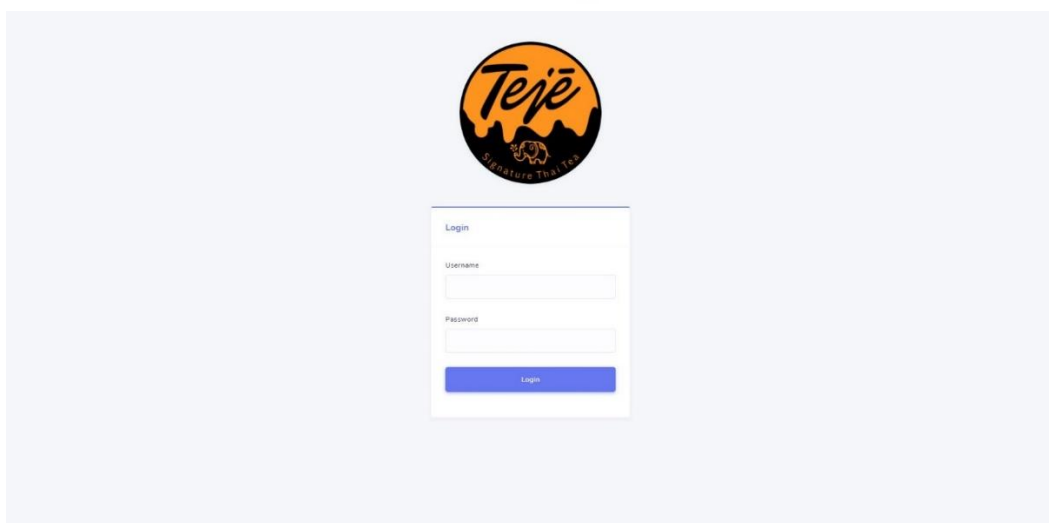 Tejē
Signature Thai Tea
Login
Username
Password
Login